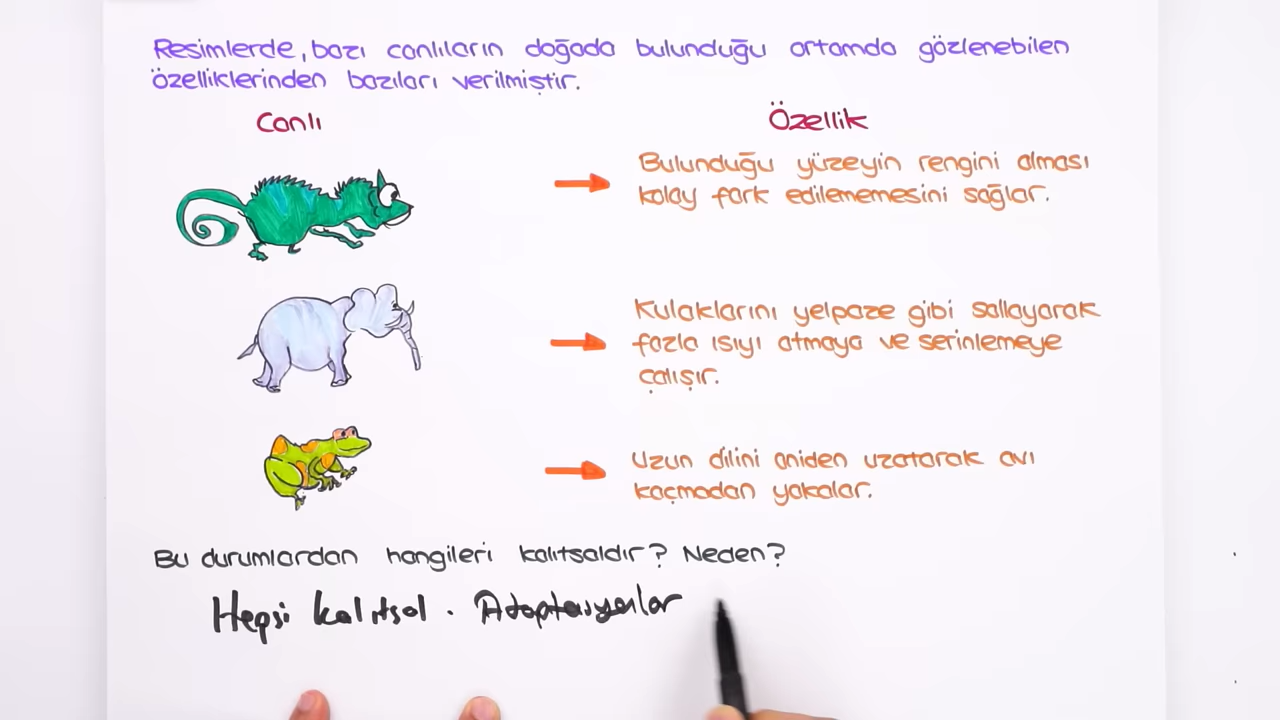 Resimlerde, bazı canlıların doğada bulunduğu ortamda gözlenebilen
özelliklerinden bazıları verilmiştir.
Canlı
Özellik
Bulunduğu yüzeyin rengini alması
kolay fark edilememesini sağlar.
Kulaklarını yelpaze gibi sallayarak
fazla ısıyı atmaya ve serinlemeye
çalışır.
Uzun dilini aniden uzatarak avı
kaçmadan yakalar.
Bu durumlardan hangileri kalıtsaldır? Neden?
Hepsi kalıtsal. Adaptasyonlar